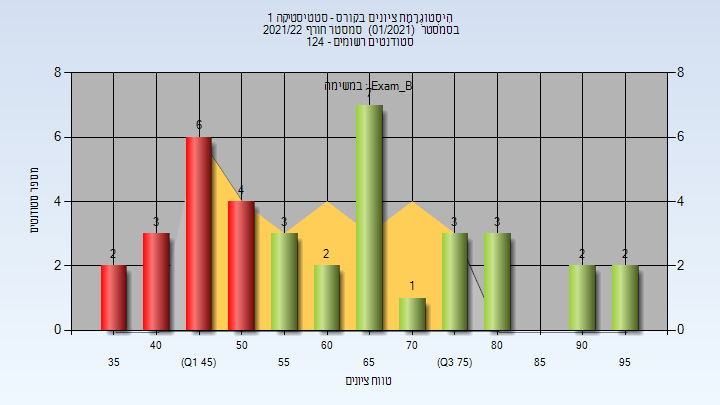 היסטוגרמת ציונים בקורס - סטטיסטיקה 1
בסמסטר (01/2021) סמסטר חורף 2021/22
סטודנטים רשומים - 124
במשימה : Exam_B
8 8
6 6
4 4
2 2
0 0
מספר סטודנטים
2 3 6 4 3 2 7 1 3 3 2 2
40 (Q1 45) 50 55 60 65 70 (Q3 75) 80 85 90 95
35
טווח ציונים